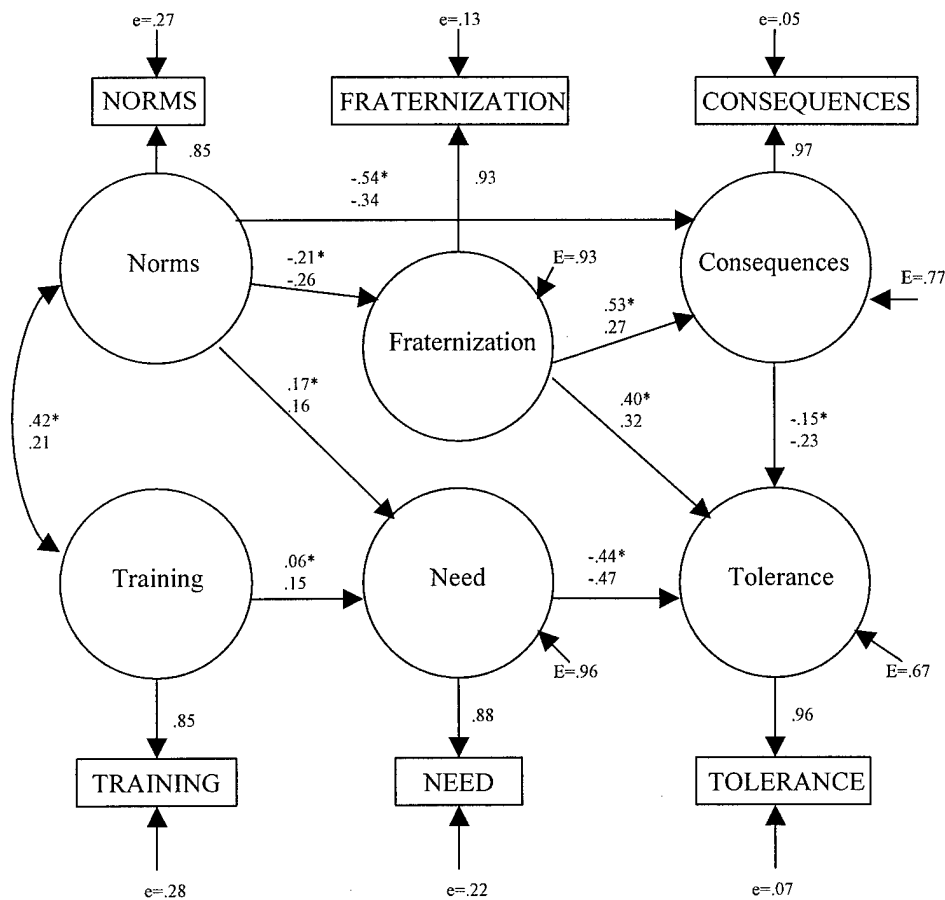 e=.27
e=.13
e=.05
NORMS
FRATERNIZATION
CONSEQUENCES
.85
.93
.97
-.54*
-.34
Norms
-.21*
-.26
E=.93
Fraternization
Consequences
E=.77
.53*
.27
.42*
.21
.17*
.16
.40*
.32
-.15*
-.23
Training
.06*
.15
Need
-.44*
-.47
Tolerance
E=.96
E=.67
.85
.88
.96
TRAINING
NEED
TOLERANCE
e=.28
e=.22
e=.07